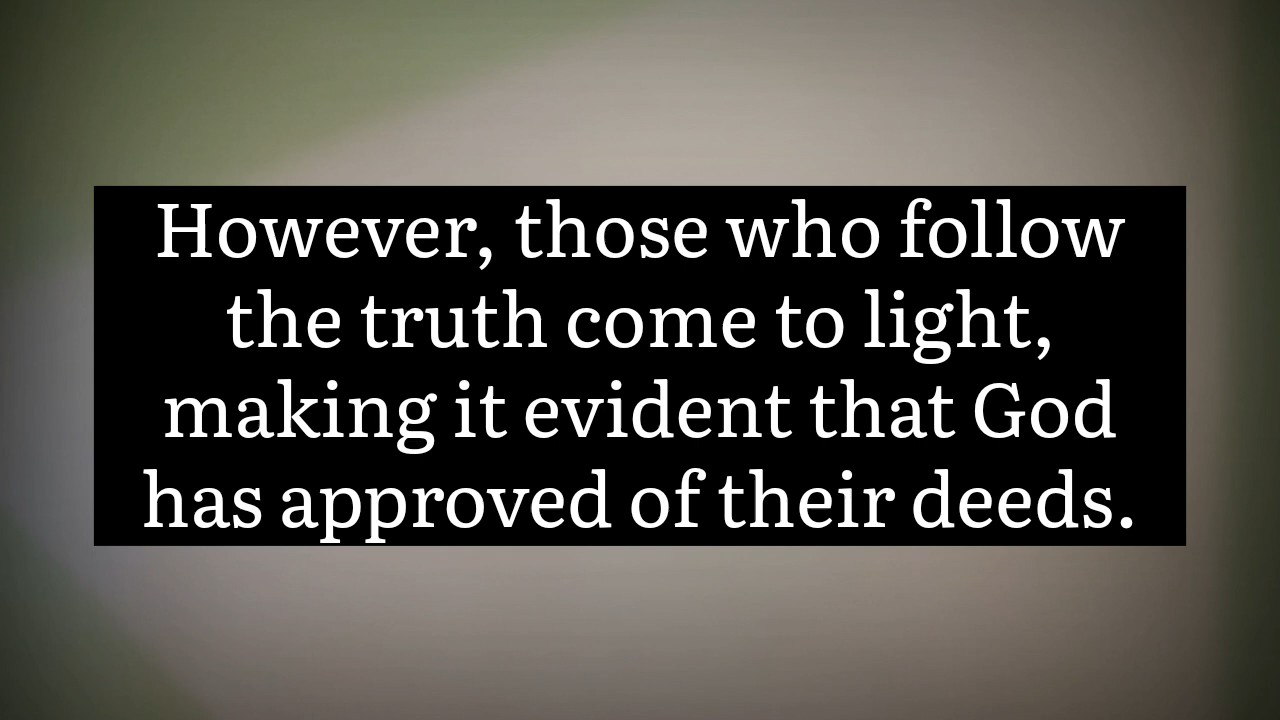 However, those who follow
the truth come to light,
making it evident that God
has approved of their deeds.